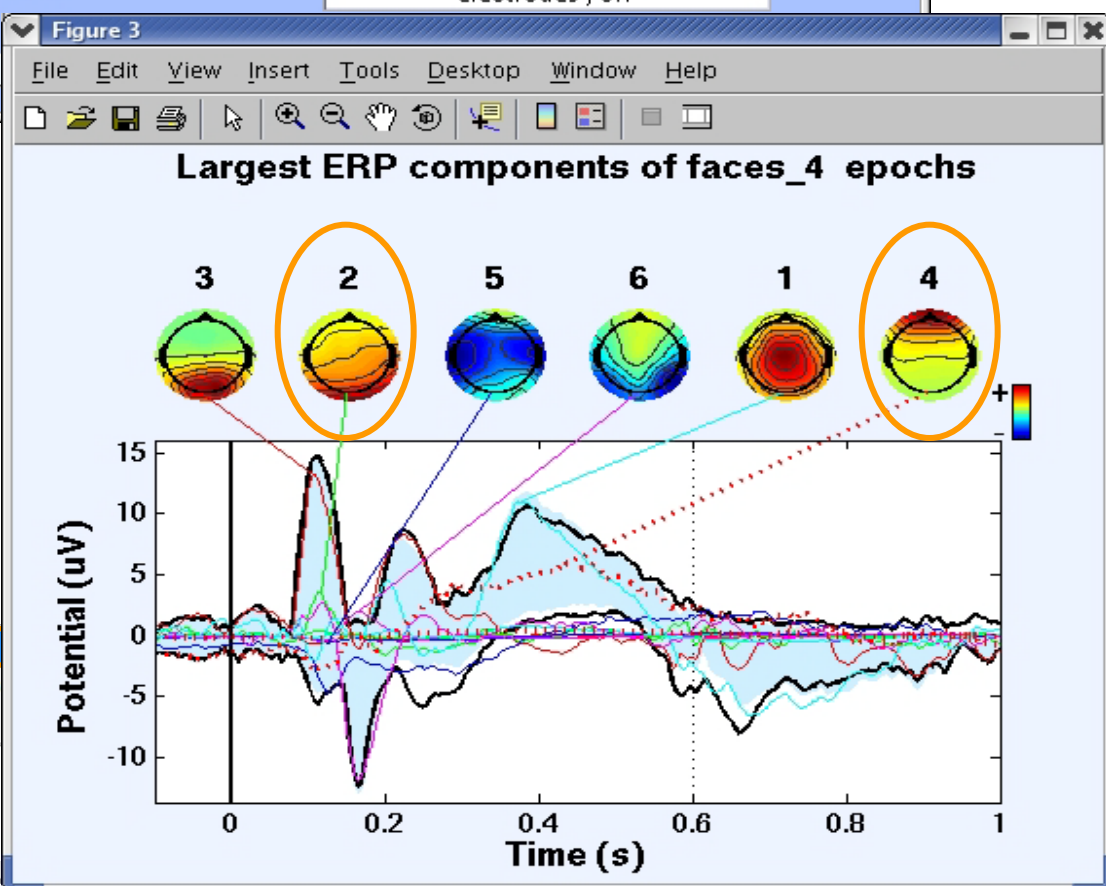 Figure 3
File Edit View Insert Tools Desktop Window Help
Largest ERP components of faces_4 epochs
3 2 5 6 1 4
+
-
15
10
5
0
-5
-10
Potential (uV)
0 0.2 0.4 0.6 0.8 1
Time (s)